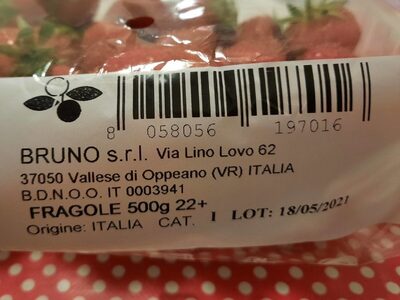 8 058056 197016
BRUNO s.r.l. Via Lino Lovo 62
37050 Vallese di Oppeano (VR) ITALIA
B.D.N.O.O. IT 0003941
FRAGOLE 500g 22+
Origine: ITALIA CAT. I LOT: 18/05/2021